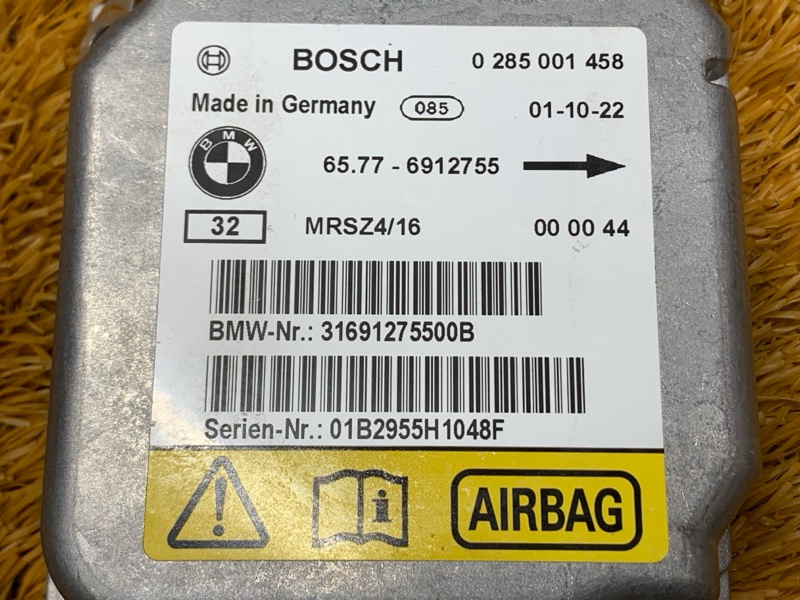 BOSCH 0 285 001 458
Made in Germany 085 01-10-22
BMW 65.77 - 6912755
32 MRSZ4/16 00 00 44
BMW-Nr.: 31691275500B
Serien-Nr.: 01B2955H1048F
i AIRBAG